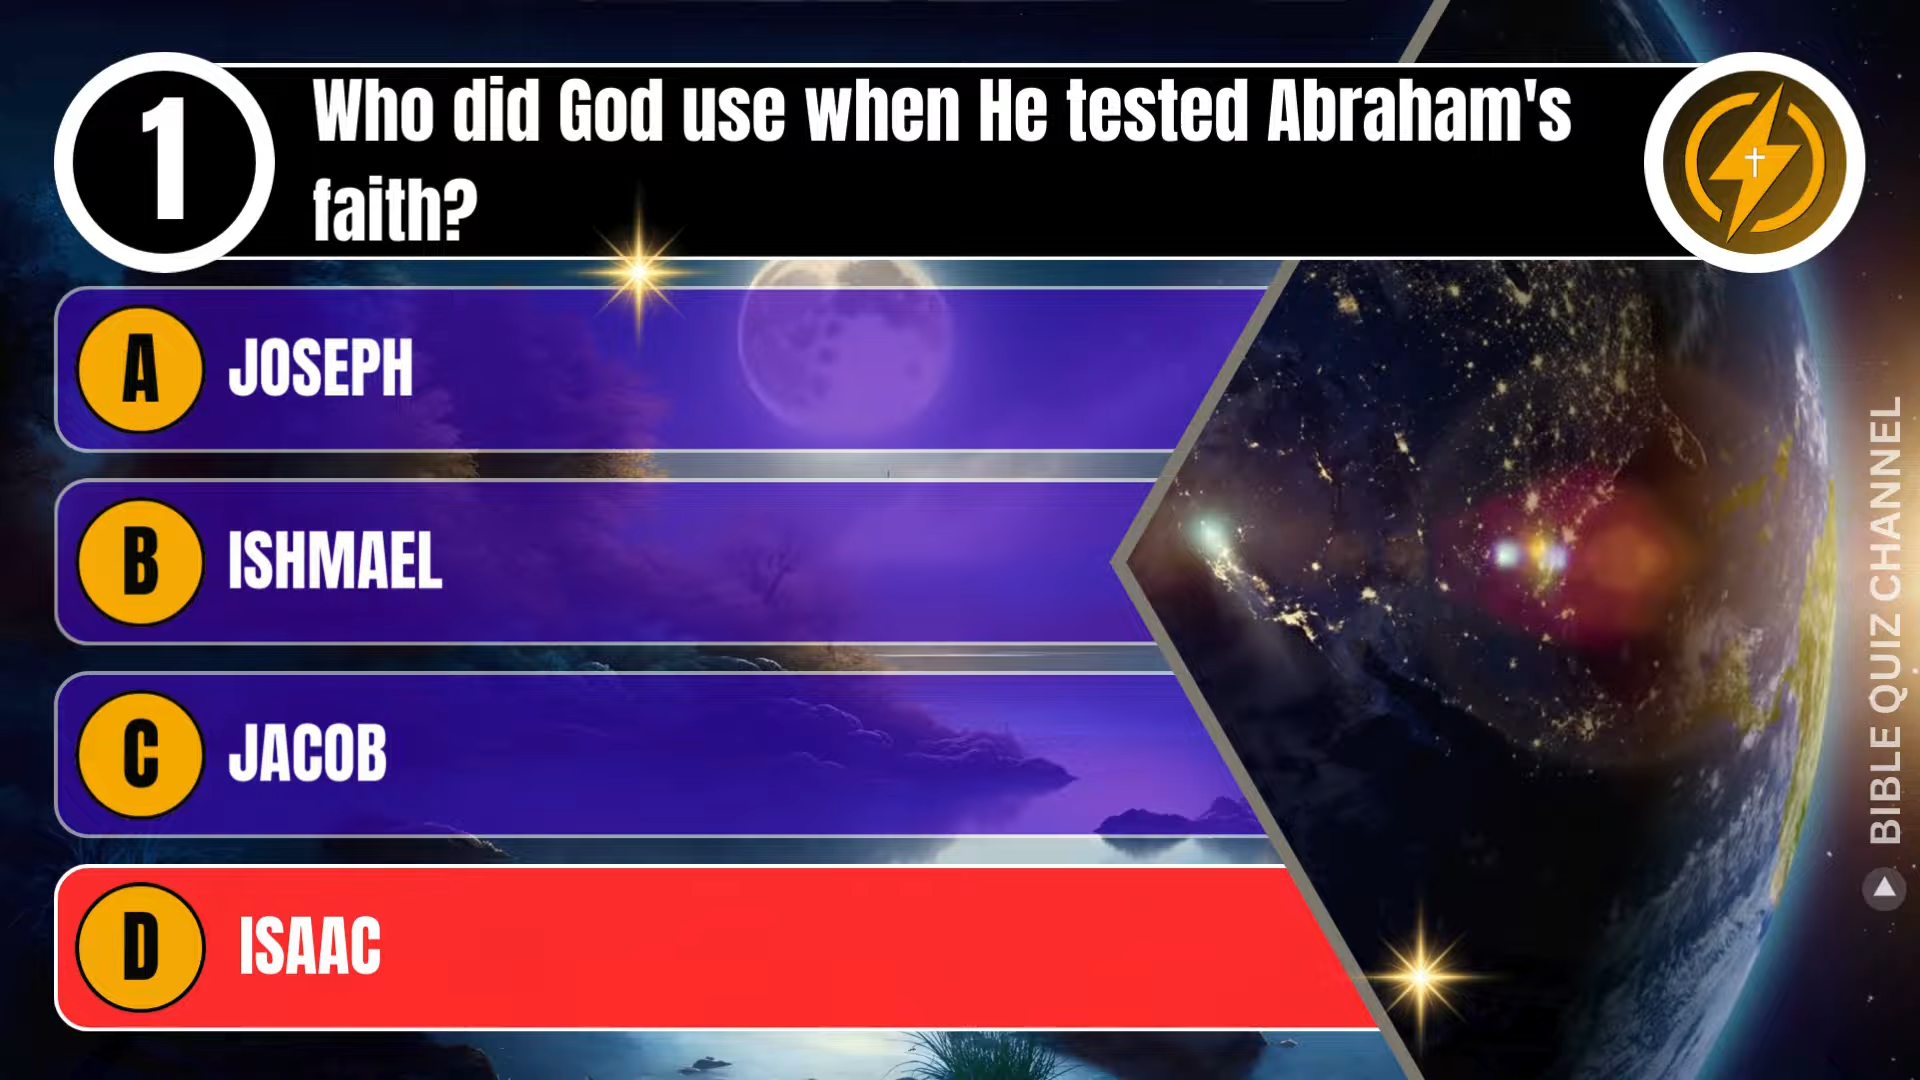 1
Who did God use when He tested Abraham's
faith?
A
JOSEPH
B
ISHMAEL
C
JACOB
D
ISAAC
BIBLE QUIZ CHANNEL